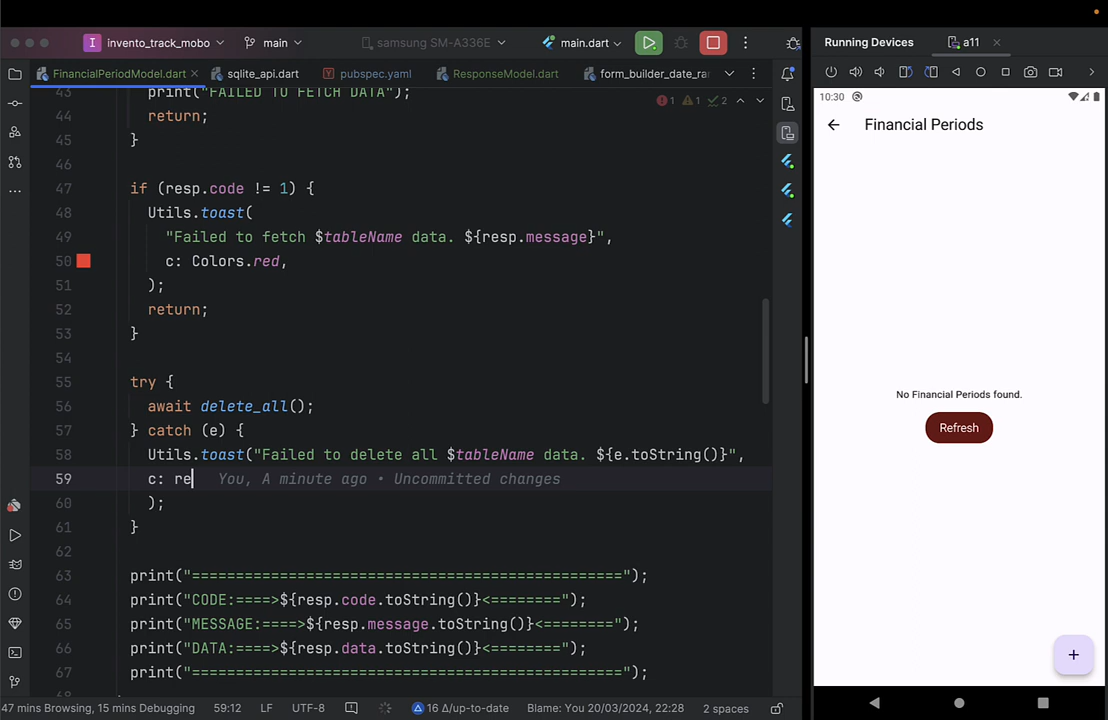 invento_track_mobo
main
samsung SM-A336E
main.dart
FinancialPeriodModel.dart
sqlite_api.dart
pubspec.yaml
ResponseModel.dart
form_builder_date_ra
1 1 2
43 print("FAILED TO FETCH DATA");
44 return;
45 }
46
47 if (resp.code != 1) {
48 Utils.toast(
49 "Failed to fetch $tableName data. ${resp.message}",
50 c: Colors.red,
51 );
52 return;
53 }
54
55 try {
56 await delete_all();
57 } catch (e) {
58 Utils.toast("Failed to delete all $tableName data. ${e.toString()}",
59 c: re You, A minute ago • Uncommitted changes
60 );
61 }
62
63 print("=================================================");
64 print("CODE:====>${resp.code.toString()}<========");
65 print("MESSAGE:====>${resp.message.toString()}<========");
66 print("DATA:====>${resp.data.toString()}<========");
67 print("=================================================");
47 mins Browsing, 15 mins Debugging
59:12
LF
UTF-8
16 Δ/up-to-date
Blame: You 20/03/2024, 22:28
2 spaces
Running Devices
a11
10:30
Financial Periods
No Financial Periods found.
Refresh
+